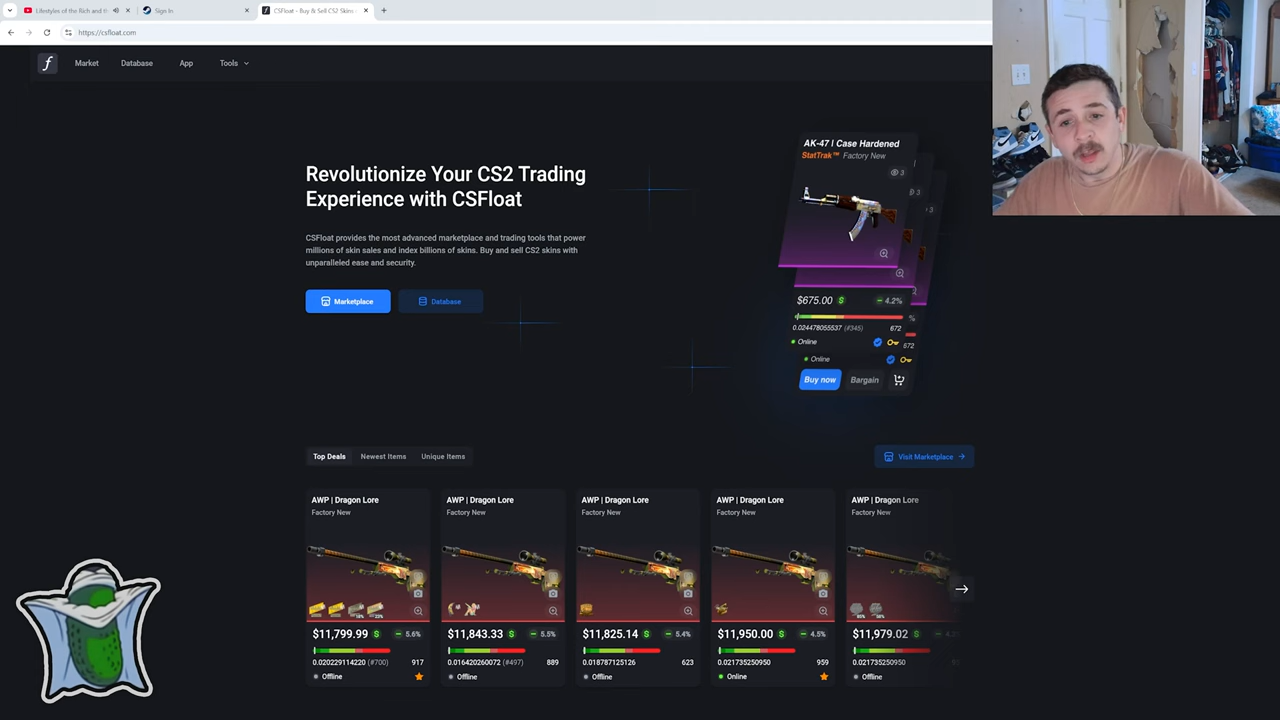 Lifestyles of the Rich and th
Sign In
CSFloat - Buy & Sell CS2 Skins
https://csfloat.com
f
Market
Database
App
Tools
Revolutionize Your CS2 Trading
Experience with CSFloat
CSFloat provides the most advanced marketplace and trading tools that power
millions of skin sales and index billions of skins. Buy and sell CS2 skins with
unparalleled ease and security.
Marketplace
Database
AK-47 | Case Hardened
StatTrak™ Factory New
3
3
3
$675.00 $ 4.2%
0.024478055537 (#345) 672
Online
672
Online
Buy now
Bargain
Top Deals
Newest Items
Unique Items
Visit Marketplace
AWP | Dragon Lore
Factory New
$11,799.99 $ 5.6%
0.020229114220 (#700) 917
Offline
AWP | Dragon Lore
Factory New
$11,843.33 $ 5.5%
0.016420260072 (#497) 889
Offline
AWP | Dragon Lore
Factory New
$11,825.14 $ 5.4%
0.018787125126 623
Offline
AWP | Dragon Lore
Factory New
$11,950.00 $ 4.5%
0.021735250950 959
Online
AWP | Dragon Lore
Factory New
$11,979.02 $
0.021735250950
Offline